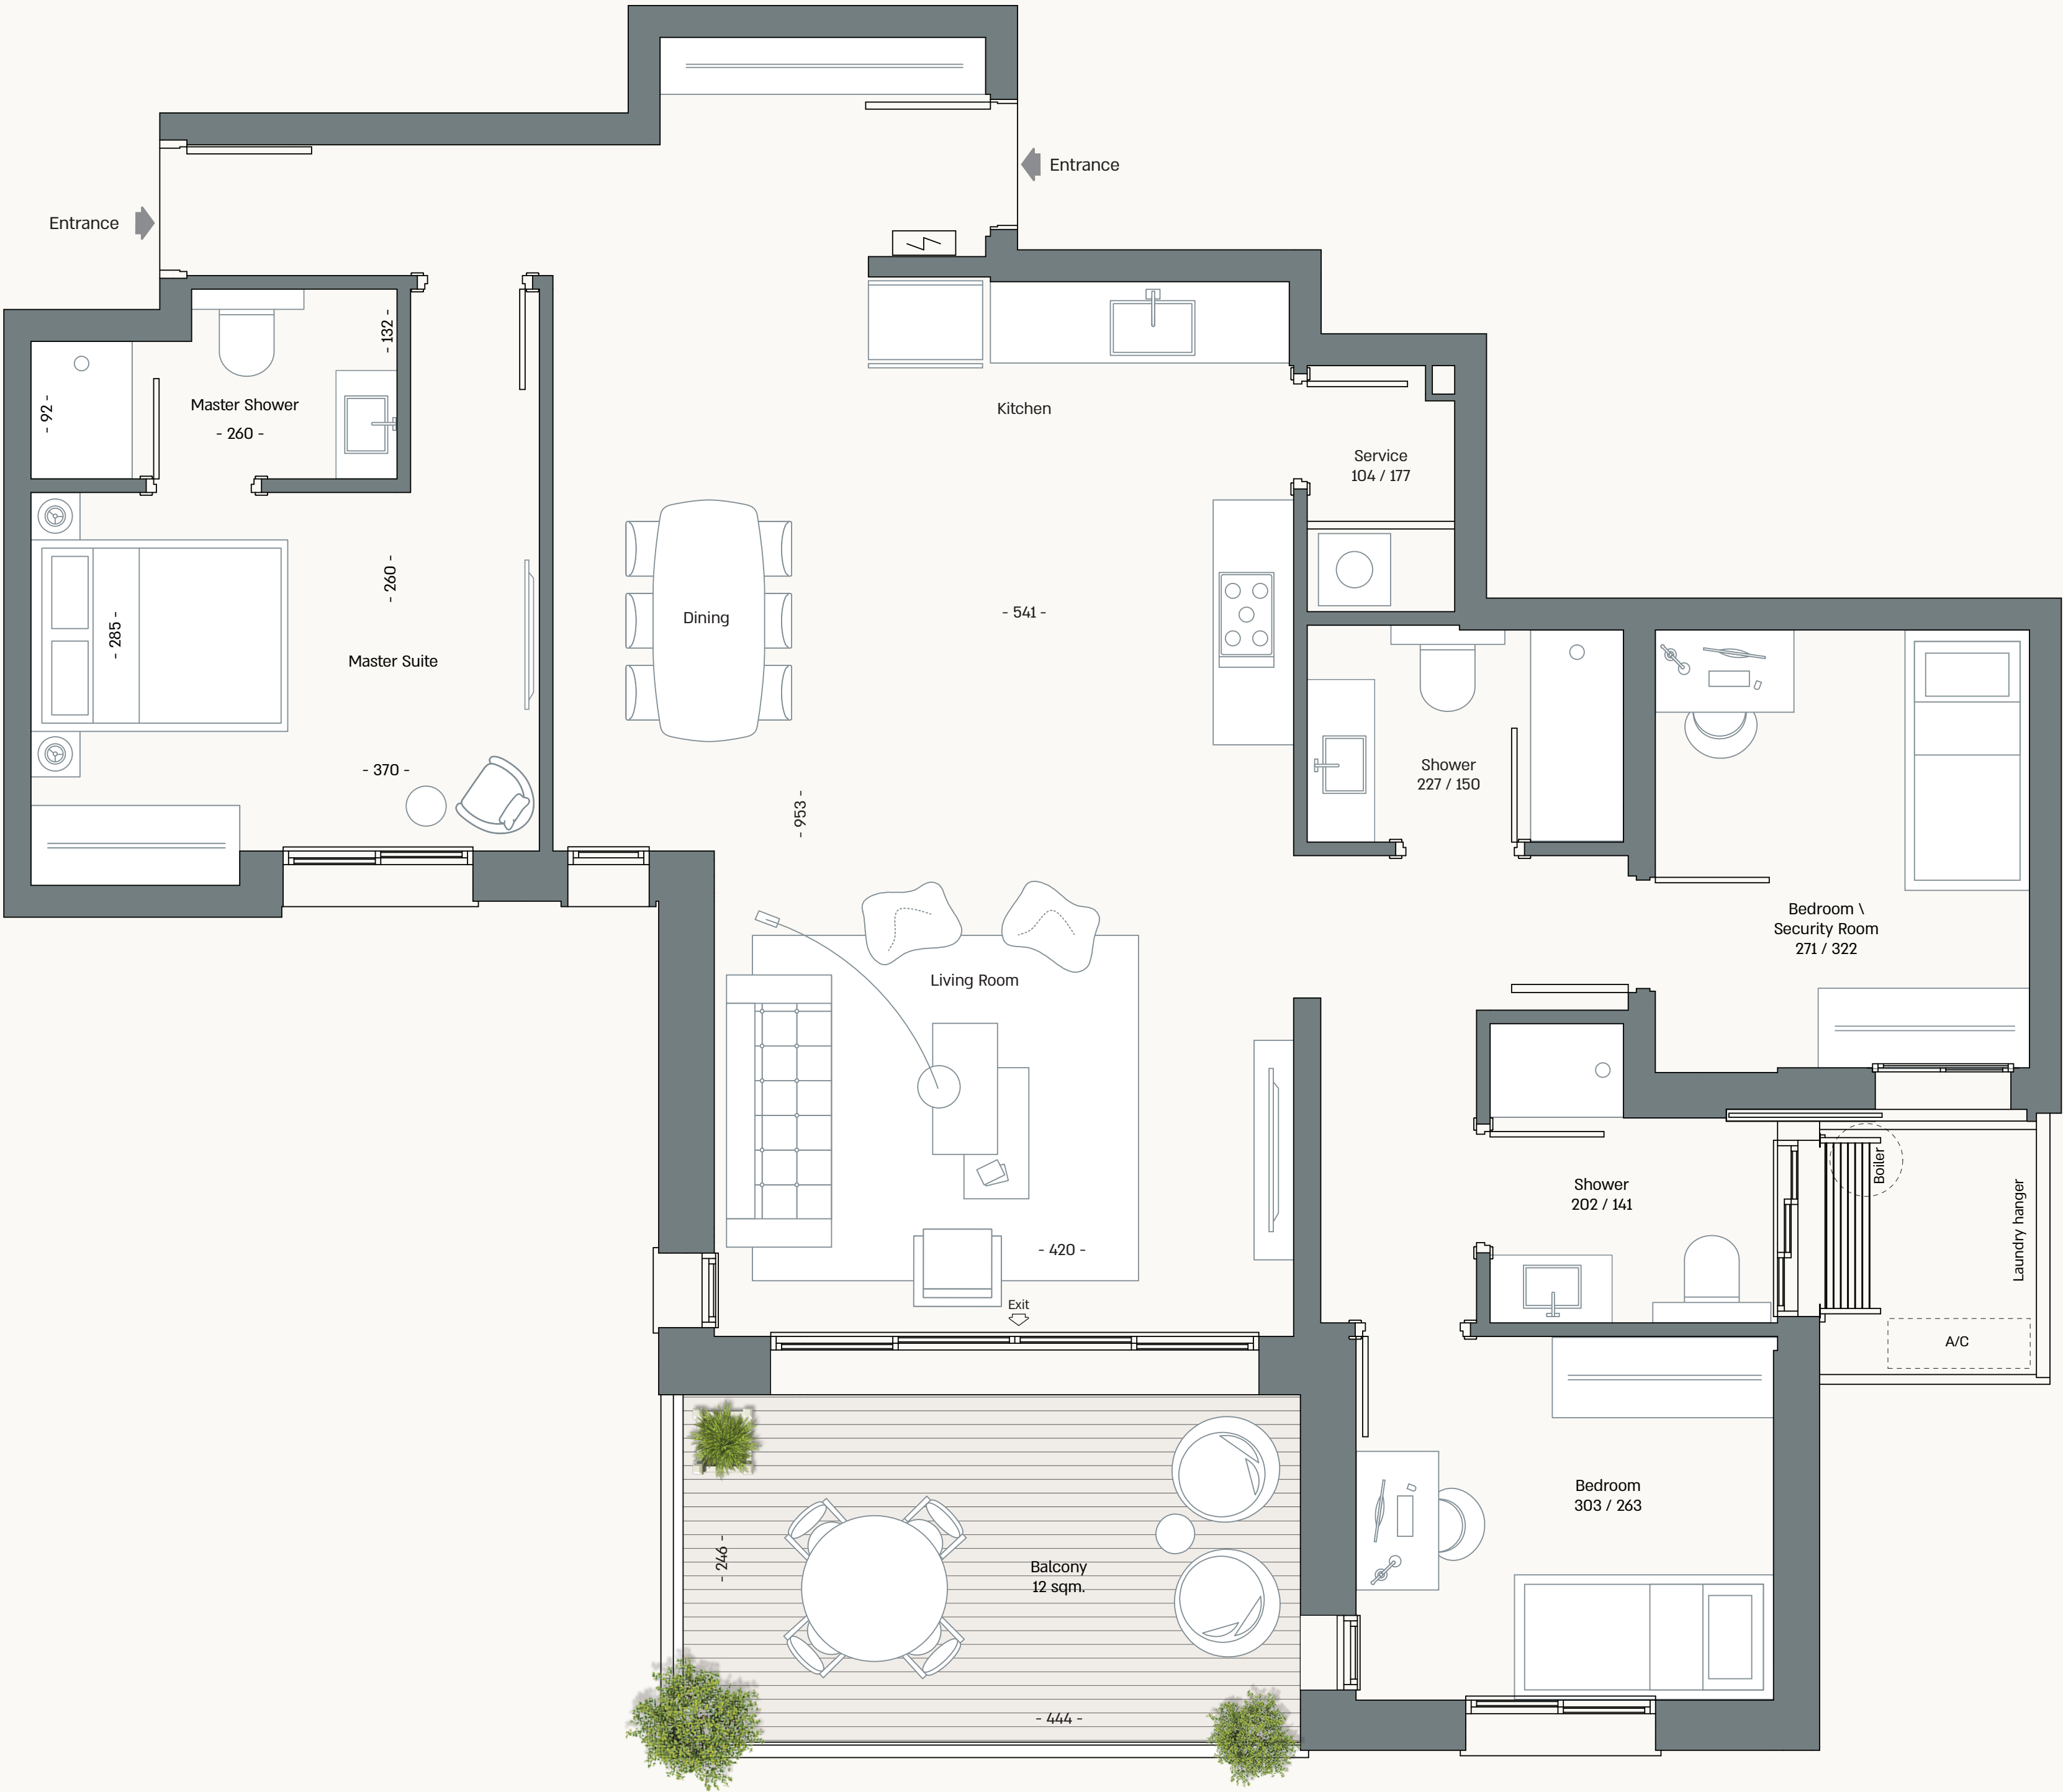 Entrance
Entrance
- 132 -
Master Shower
- 260 -
- 92 -
Kitchen
Service
104 / 177
- 260 -
- 285 -
Dining
- 541 -
Master Suite
- 370 -
Shower
227 / 150
- 953 -
Bedroom \
Security Room
271 / 322
Living Room
Shower
202 / 141
Boiler
Laundry hanger
- 420 -
Exit
A/C
Bedroom
303 / 263
- 246 -
Balcony
12 sqm.
- 444 -